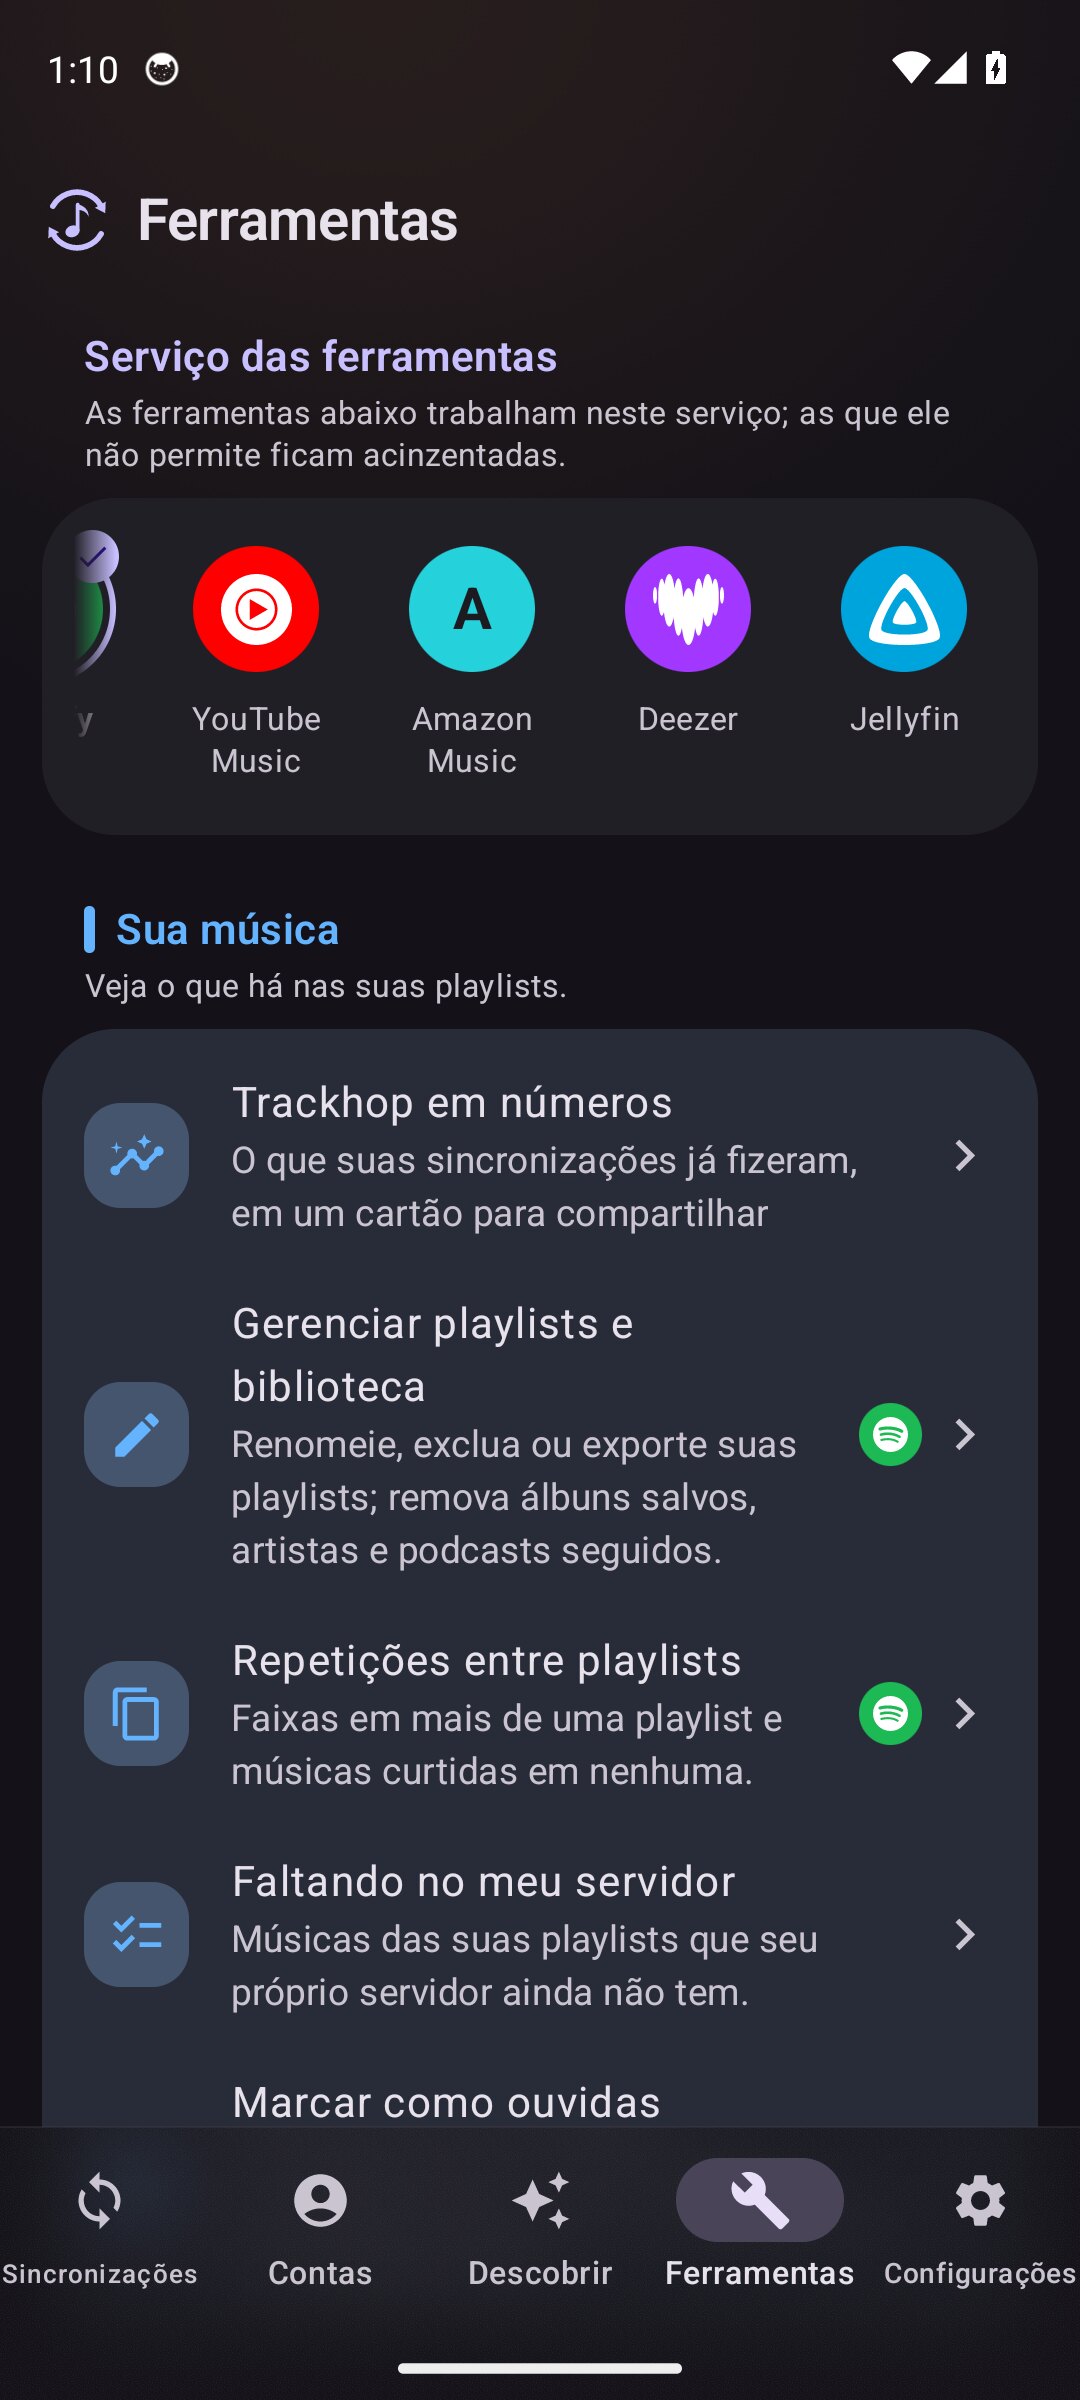 1:10
Ferramentas
Serviço das ferramentas
As ferramentas abaixo trabalham neste serviço; as que ele
não permite ficam acinzentadas.
A
y
YouTube
Music
Amazon
Music
Deezer
Jellyfin
Sua música
Veja o que há nas suas playlists.
Trackhop em números
O que suas sincronizações já fizeram,
em um cartão para compartilhar
Gerenciar playlists e
biblioteca
Renomeie, exclua ou exporte suas
playlists; remova álbuns salvos,
artistas e podcasts seguidos.
Repetições entre playlists
Faixas em mais de uma playlist e
músicas curtidas em nenhuma.
Faltando no meu servidor
Músicas das suas playlists que seu
próprio servidor ainda não tem.
Marcar como ouvidas
Sincronizações
Contas
Descobrir
Ferramentas
Configurações